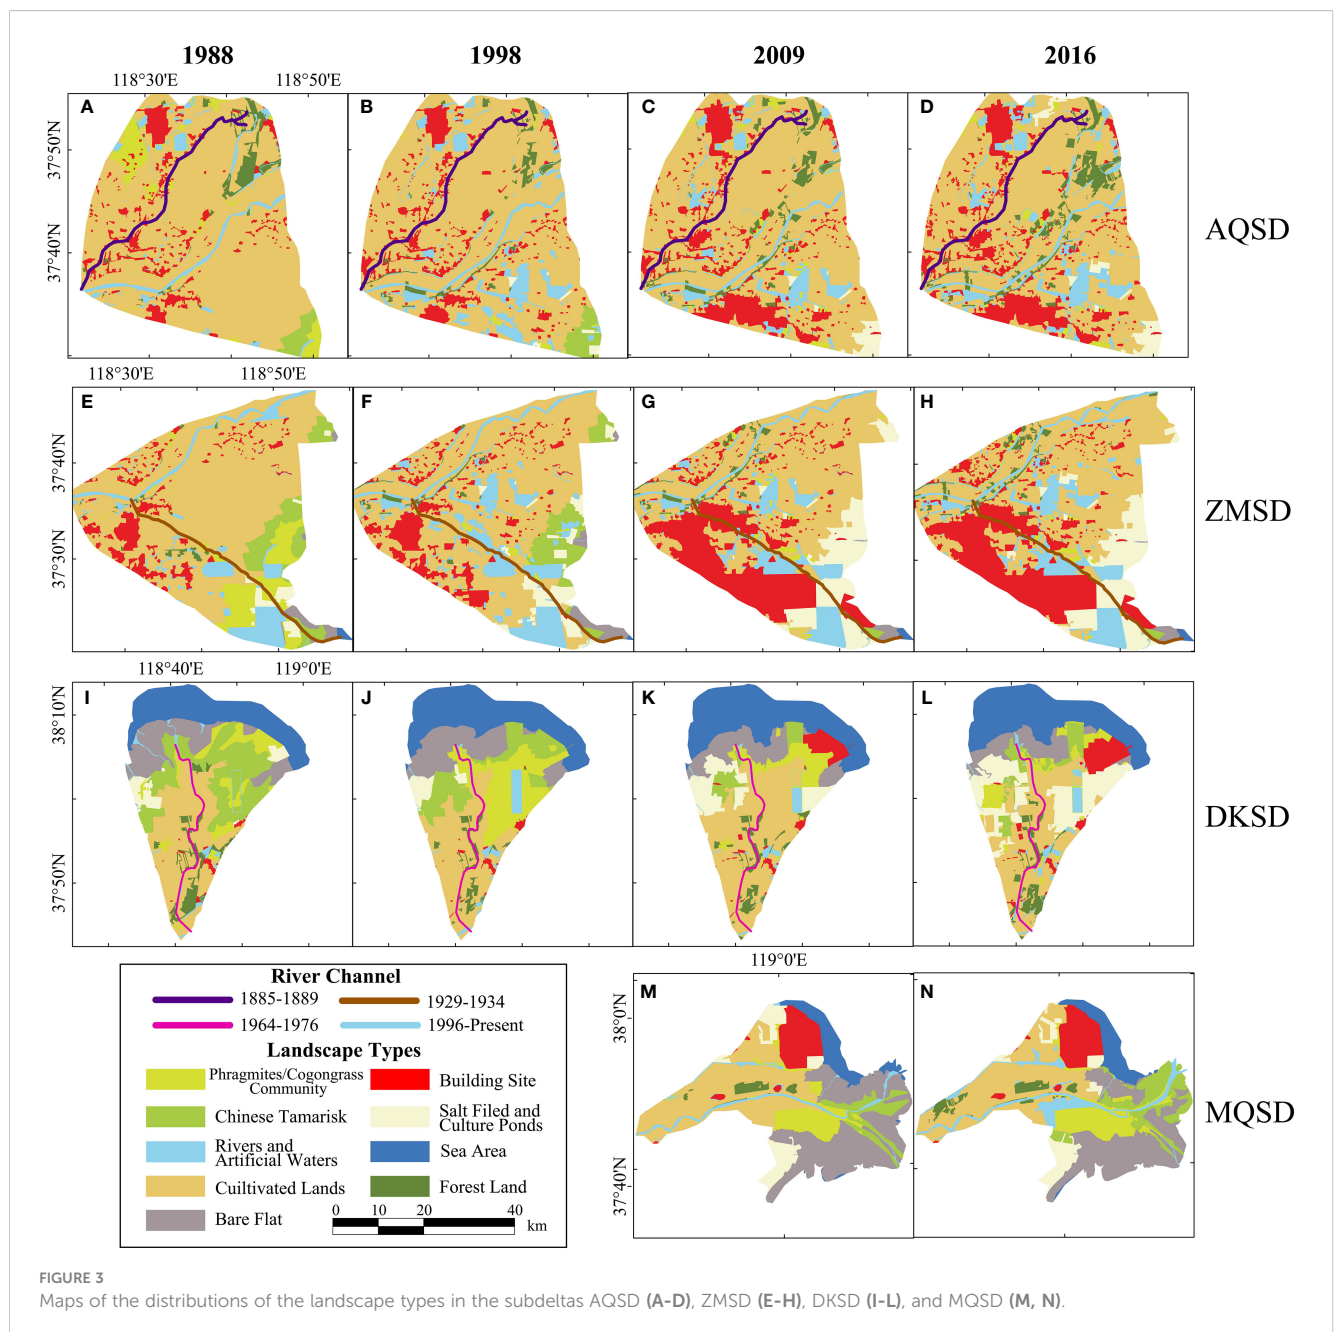 1988 1998 2009 2016
118°30'E 118°50'E
A B C D
37°50'N
37°40'N
AQSD
118°30'E 118°50'E
E F G H
37°40'N
37°30'N
ZMSD
118°40'E 119°0'E
I J K L
38°10'N
37°50'N
DKSD
119°0'E
M N
38°0'N
37°40'N
MQSD
River Channel
1885-1889 1929-1934
1964-1976 1996-Present
Landscape Types
Phragmites/Cogongrass
Community
Building Site
Chinese Tamarisk
Salt Filed and
Culture Ponds
Rivers and
Artificial Waters
Sea Area
Cuiltivated Lands
Forest Land
Bare Flat
0 10 20 40
km
FIGURE 3
Maps of the distributions of the landscape types in the subdeltas AQSD (A-D), ZMSD (E-H), DKSD (I-L), and MQSD (M, N).